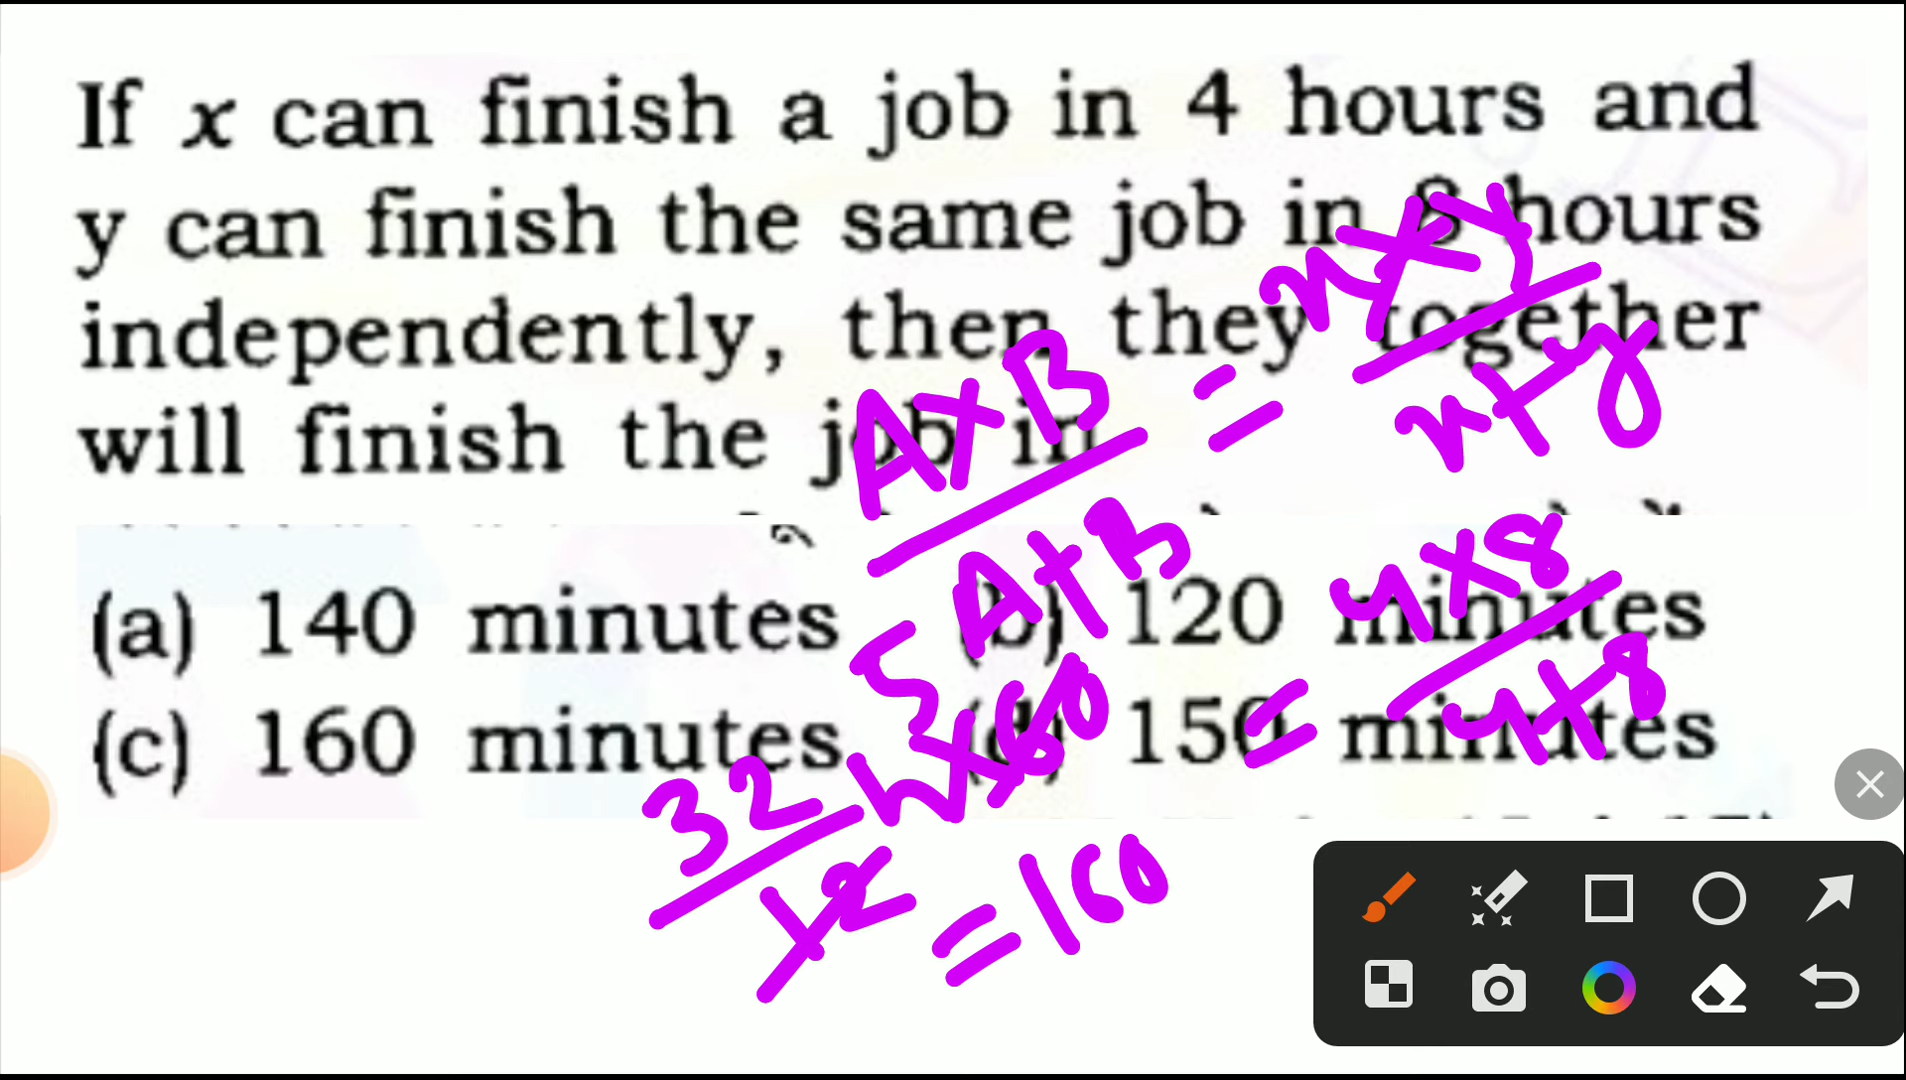 If x can finish a job in 4 hours and
y can finish the same job in 8 hours
independently, then they together
will finish the job in
(a) 140 minutes (b) 120 minutes
(c) 160 minutes (d) 150 minutes
A×B
A+B
=
x×y
x+y
=
4×8
4+8
32
12
h×60
5
=160